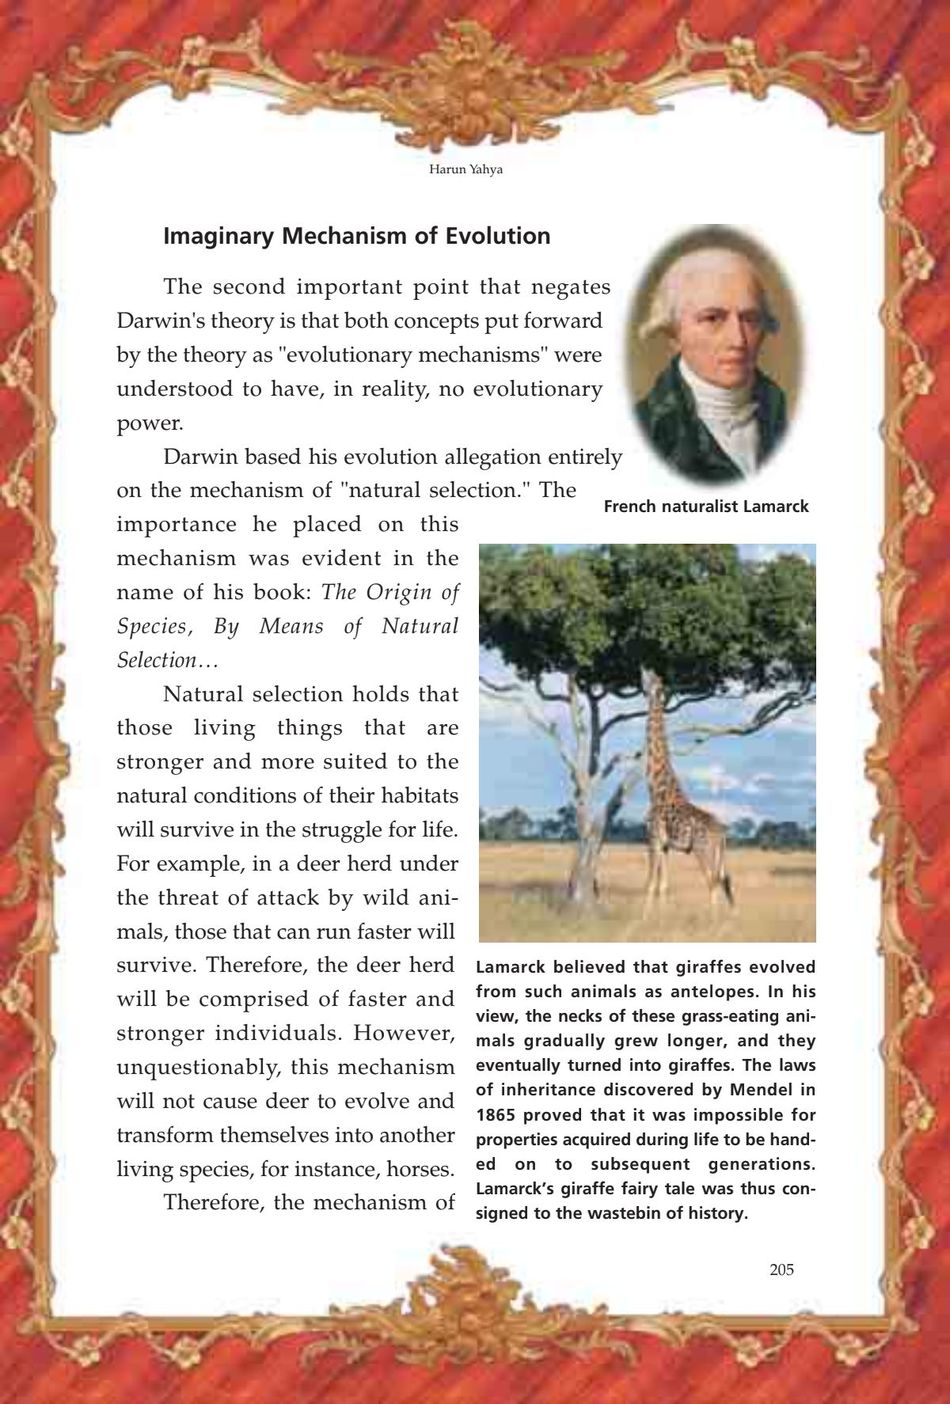 Harun Yahya
Imaginary Mechanism of Evolution
The second important point that negates
Darwin's theory is that both concepts put forward
by the theory as "evolutionary mechanisms" were
understood to have, in reality, no evolutionary
power.
Darwin based his evolution allegation entirely
on the mechanism of "natural selection." The
importance he placed on this
mechanism was evident in the
name of his book: The Origin of
Species, By Means of Natural
Selection…
Natural selection holds that
those living things that are
stronger and more suited to the
natural conditions of their habitats
will survive in the struggle for life.
For example, in a deer herd under
the threat of attack by wild ani-
mals, those that can run faster will
survive. Therefore, the deer herd
will be comprised of faster and
stronger individuals. However,
unquestionably, this mechanism
will not cause deer to evolve and
transform themselves into another
living species, for instance, horses.
Therefore, the mechanism of
French naturalist Lamarck
Lamarck believed that giraffes evolved
from such animals as antelopes. In his
view, the necks of these grass-eating ani-
mals gradually grew longer, and they
eventually turned into giraffes. The laws
of inheritance discovered by Mendel in
1865 proved that it was impossible for
properties acquired during life to be hand-
ed on to subsequent generations.
Lamarck’s giraffe fairy tale was thus con-
signed to the wastebin of history.
205